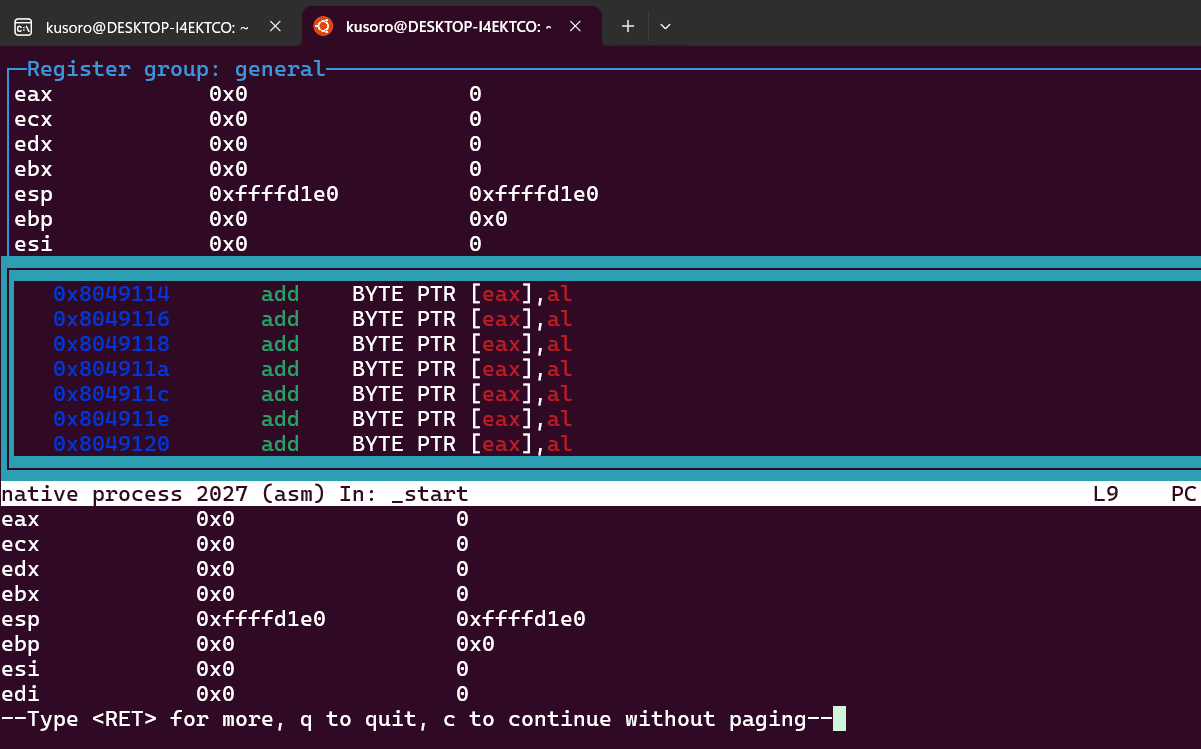 kusoro@DESKTOP-I4EKTCO: ~
kusoro@DESKTOP-I4EKTCO: ~
Register group: general
eax 0x0 0
ecx 0x0 0
edx 0x0 0
ebx 0x0 0
esp 0xffffd1e0 0xffffd1e0
ebp 0x0 0x0
esi 0x0 0
0x8049114 add BYTE PTR [eax],al
0x8049116 add BYTE PTR [eax],al
0x8049118 add BYTE PTR [eax],al
0x804911a add BYTE PTR [eax],al
0x804911c add BYTE PTR [eax],al
0x804911e add BYTE PTR [eax],al
0x8049120 add BYTE PTR [eax],al
native process 2027 (asm) In: _start L9 PC
eax 0x0 0
ecx 0x0 0
edx 0x0 0
ebx 0x0 0
esp 0xffffd1e0 0xffffd1e0
ebp 0x0 0x0
esi 0x0 0
edi 0x0 0
--Type <RET> for more, q to quit, c to continue without paging--